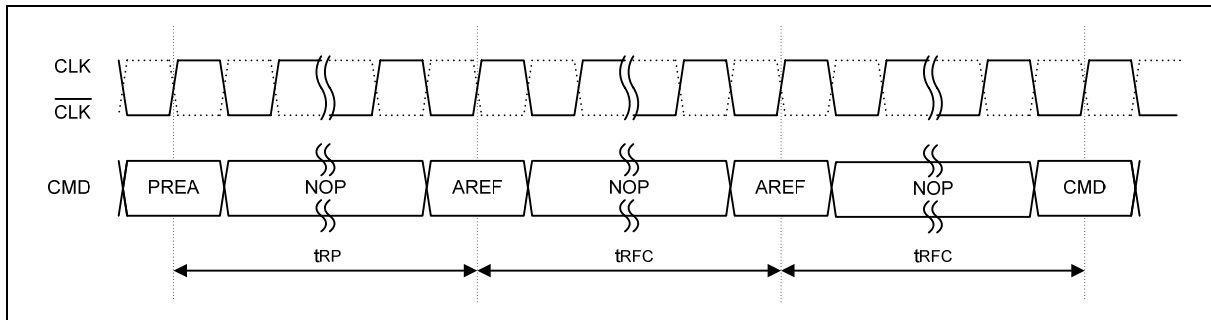 CLK
CLK
CMD PREA NOP AREF NOP AREF NOP CMD
tRP tRFC tRFC